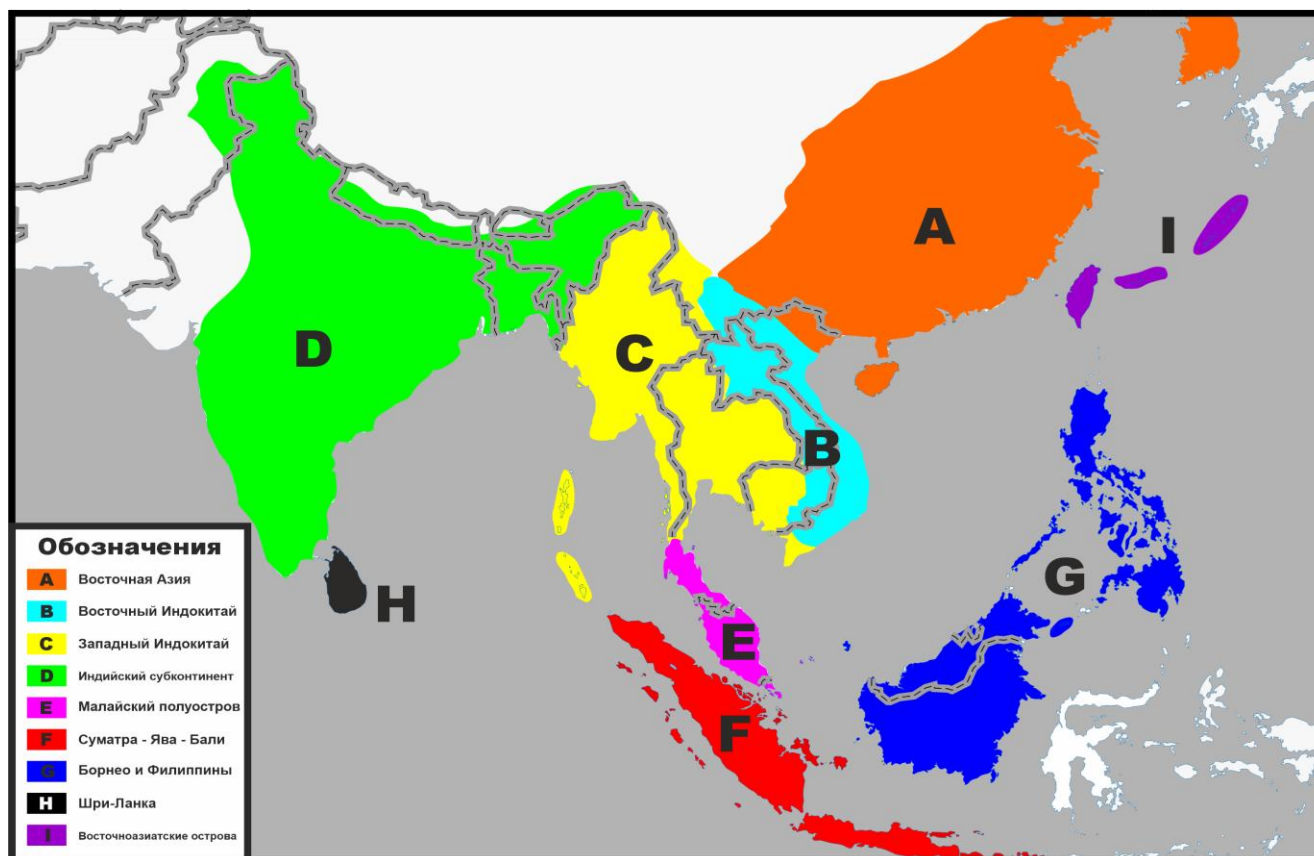 A
I
D
C
B
G
H
E
F
Обозначения
A Восточная Азия
B Восточный Индокитай
C Западный Индокитай
D Индийский субконтинент
E Малайский полуостров
F Суматра - Ява - Бали
G Борнео и Филиппины
H Шри-Ланка
I Восточноазиатские острова